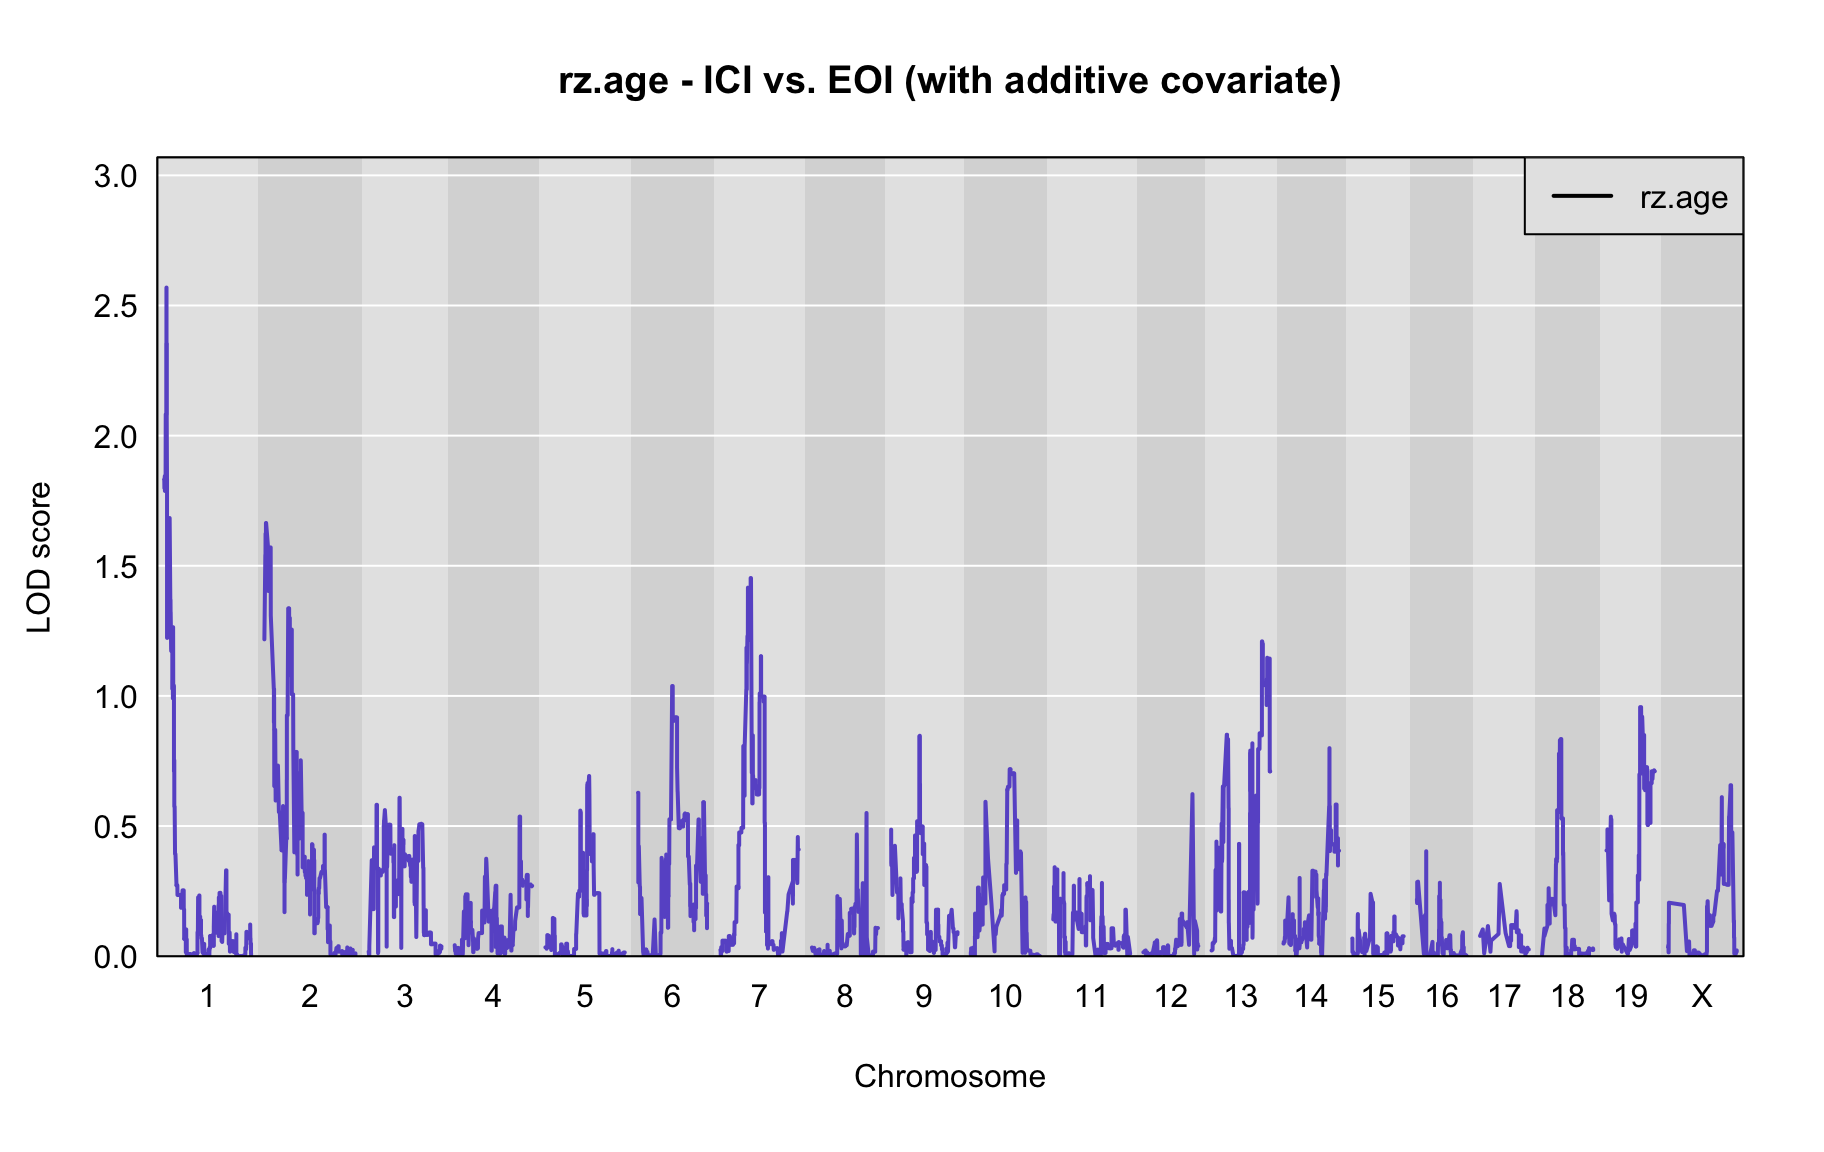 rz.age - ICI vs. EOI (with additive covariate)
3.0
2.5
2.0
1.5
1.0
0.5
0.0
LOD score
rz.age
1 2 3 4 5 6 7 8 9 10 11 12 13 14 15 16 17 18 19 X
Chromosome